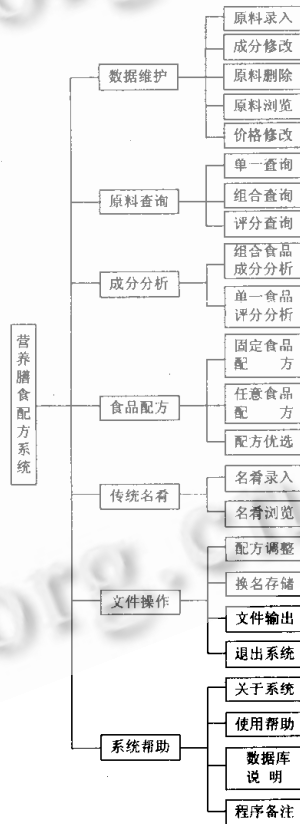 营养膳食配方系统
数据维护
原料录入
成分修改
原料删除
原料浏览
价格修改
原料查询
单一查询
组合查询
评分查询
成分分析
组合食品
成分分析
单一食品
评分分析
食品配方
固定食品
配 方
任意食品
配 方
配方优选
传统名肴
名肴录入
名肴浏览
文件操作
配方调整
换名存储
文件输出
退出系统
系统帮助
关于系统
使用帮助
数据库
说 明
程序备注
org.cn